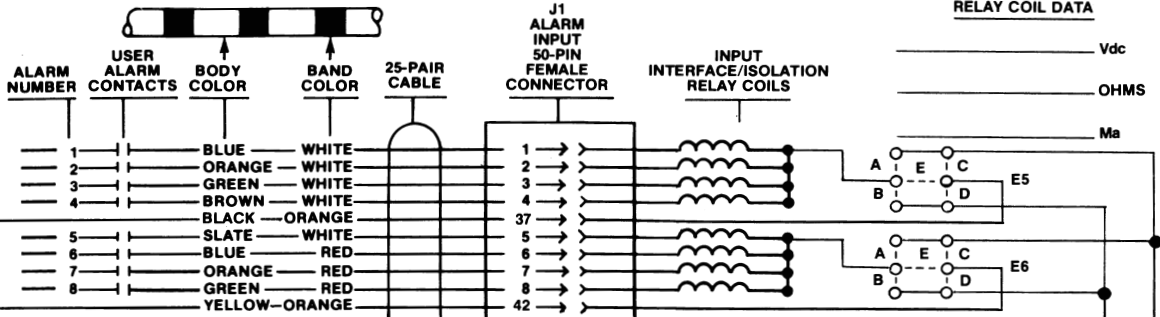 J1
ALARM
INPUT
50-PIN
FEMALE
CONNECTOR
RELAY COIL DATA
Vdc
OHMS
Ma
ALARM
NUMBER
USER
ALARM
CONTACTS
BODY
COLOR
BAND
COLOR
25-PAIR
CABLE
INPUT
INTERFACE/ISOLATION
RELAY COILS
1 BLUE WHITE 1
2 ORANGE WHITE 2
3 GREEN WHITE 3
4 BROWN WHITE 4
BLACK ORANGE 37
5 SLATE WHITE 5
6 BLUE RED 6
7 ORANGE RED 7
8 GREEN RED 8
YELLOW ORANGE 42
A E C
B D
E5
A E C
B D
E6